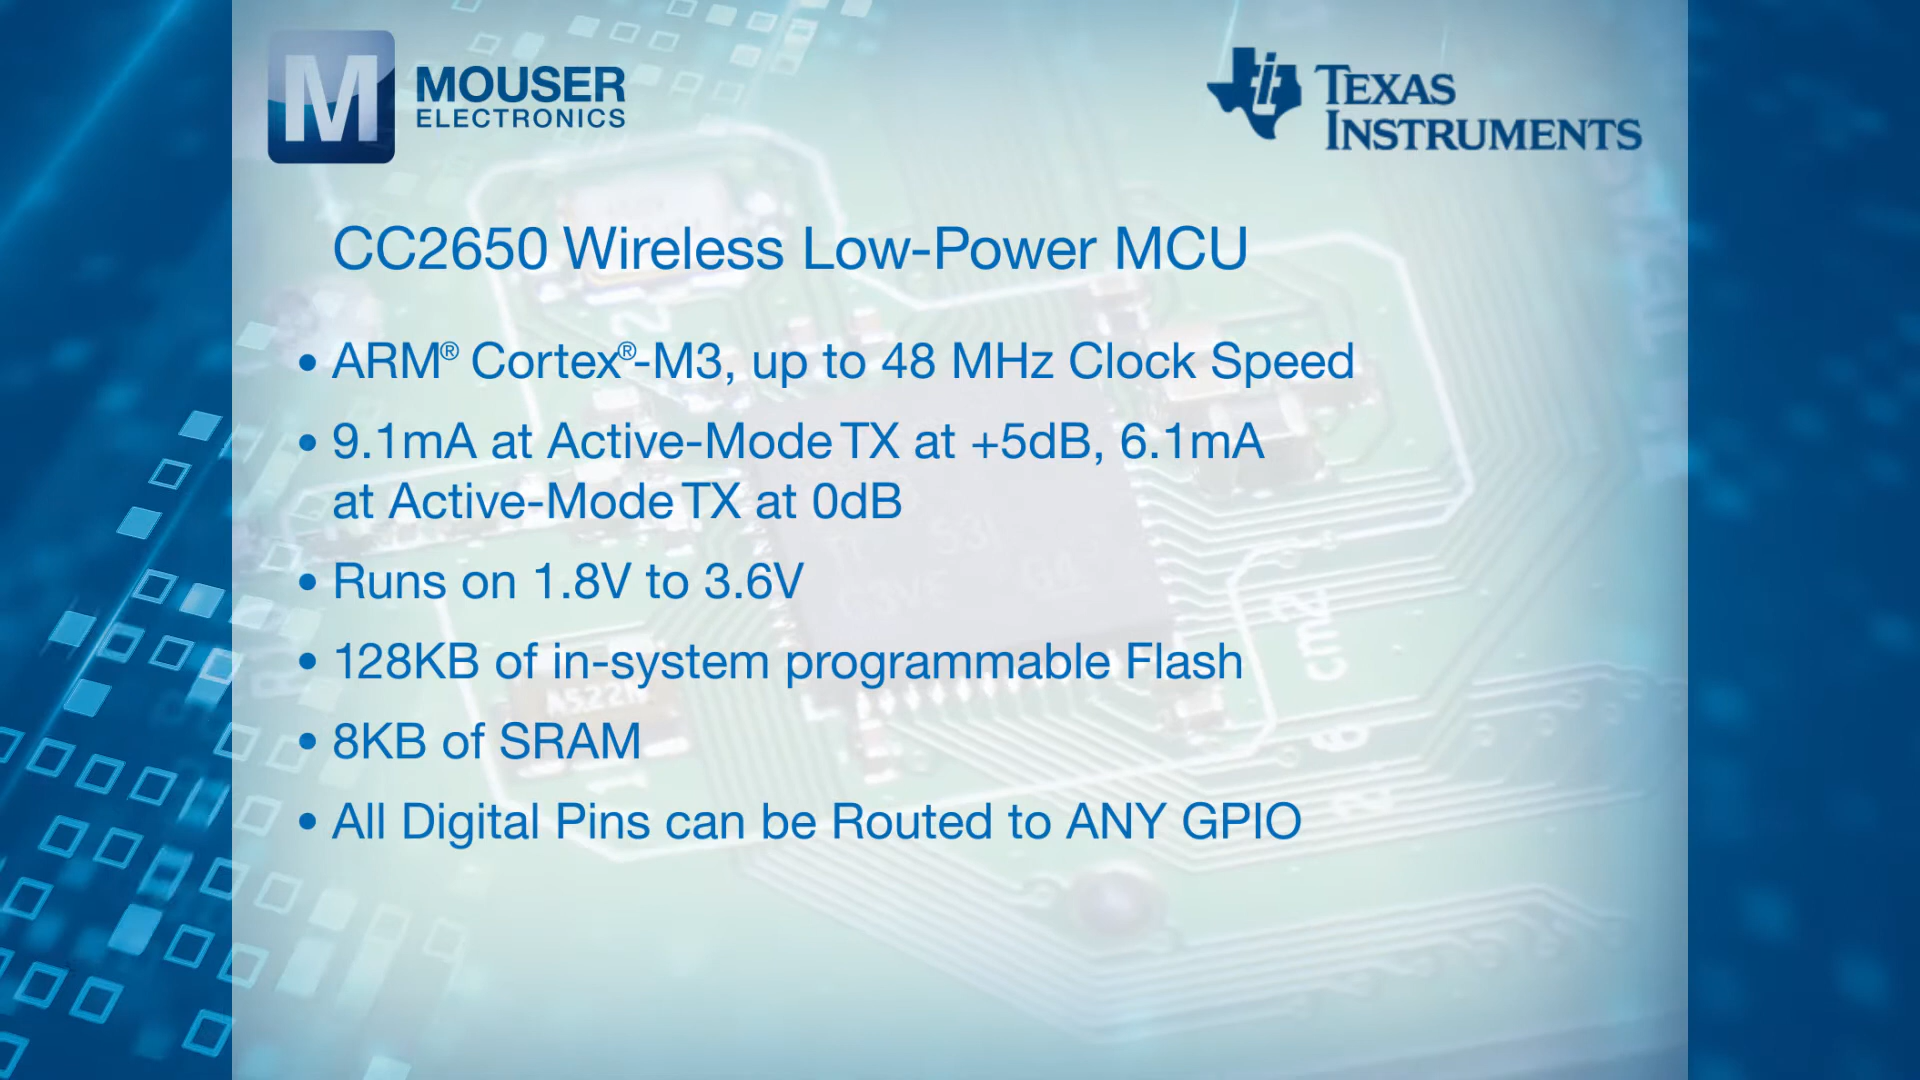 M
MOUSER
ELECTRONICS
TEXAS
INSTRUMENTS
CC2650 Wireless Low-Power MCU
• ARM® Cortex®-M3, up to 48 MHz Clock Speed
• 9.1mA at Active-Mode TX at +5dB, 6.1mA
at Active-Mode TX at 0dB
• Runs on 1.8V to 3.6V
• 128KB of in-system programmable Flash
• 8KB of SRAM
• All Digital Pins can be Routed to ANY GPIO
53I
A522
cm2